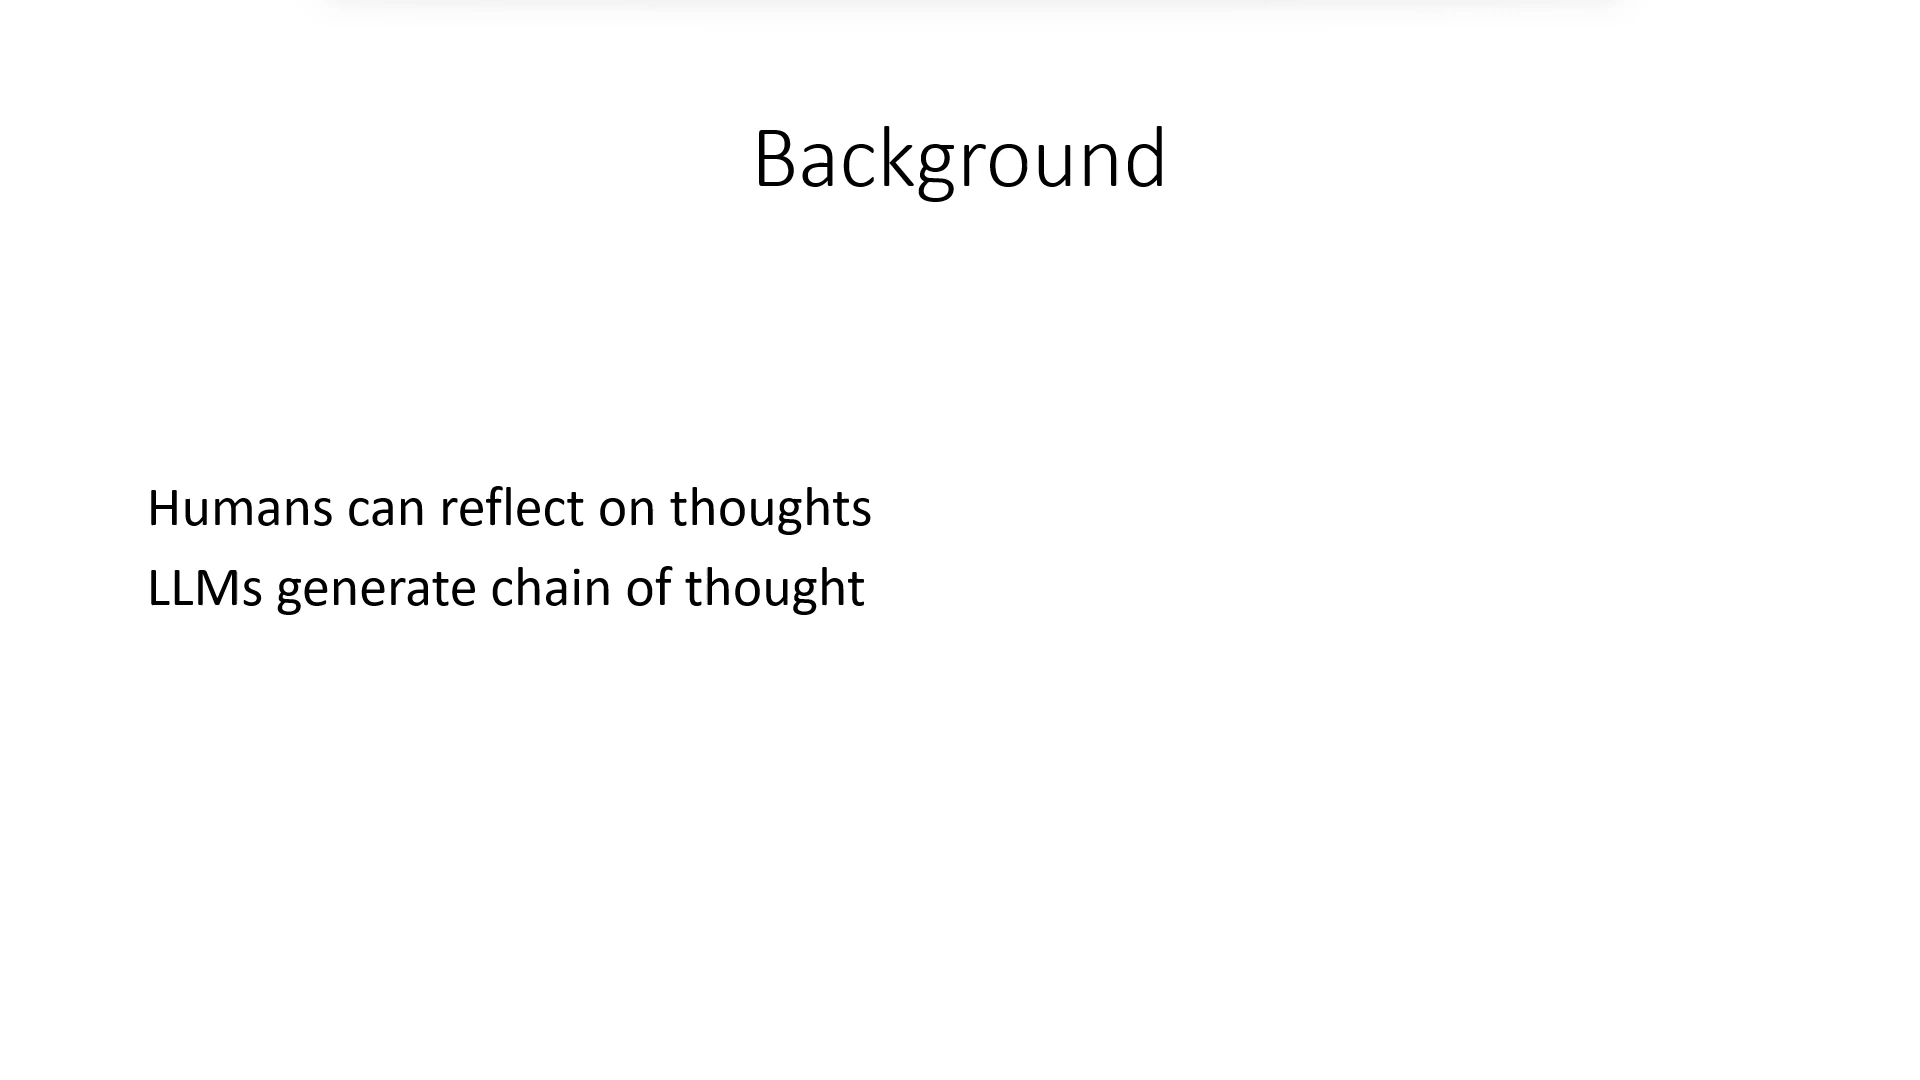 Background
Humans can reflect on thoughts
LLMs generate chain of thought